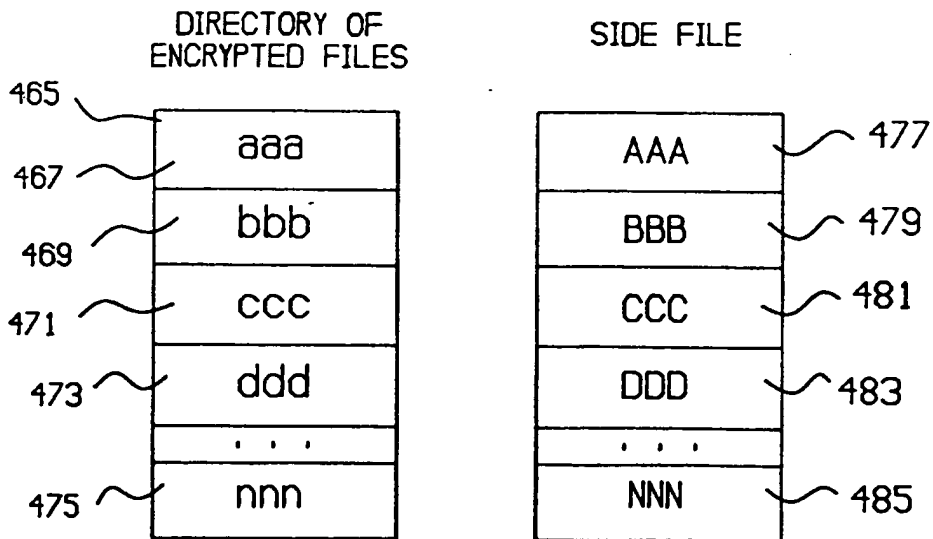 DIRECTORY OF
ENCRYPTED FILES
465
aaa
467
bbb
469
ccc
471
ddd
473
. . .
nnn
475
SIDE FILE
AAA
477
BBB
479
CCC
481
DDD
483
. . .
NNN
485